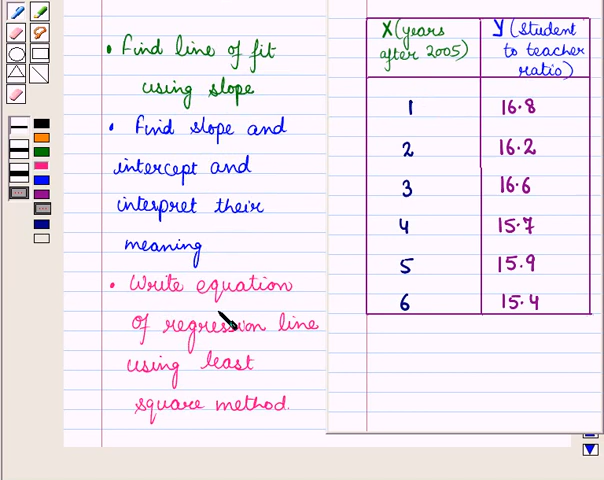 • Find line of fit
using slope
• Find slope and
intercept and
interpret their
meaning
• Write equation
of regression line
using least
square method.
X (years after 2005) Y (student to teacher ratio)
1 16.8
2 16.2
3 16.6
4 15.7
5 15.9
6 15.4